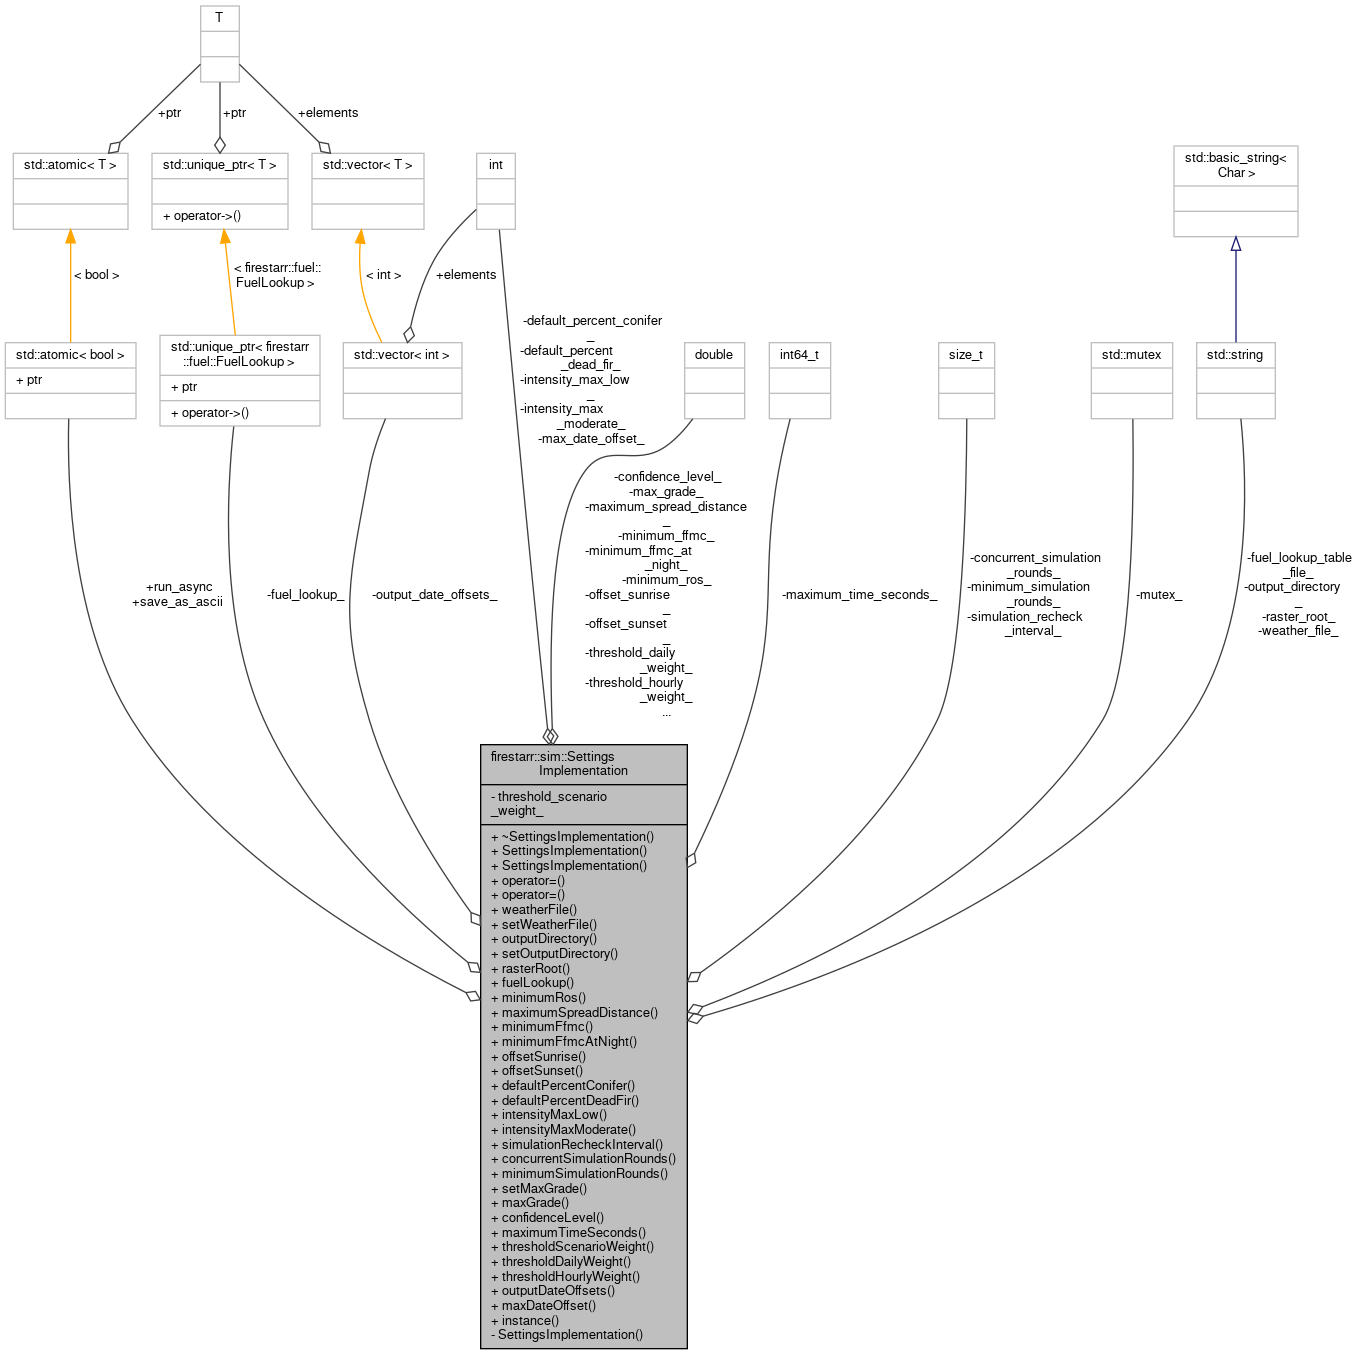 T
+ptr
+ptr
+elements
std::atomic< T >
std::unique_ptr< T >
+ operator->()
std::vector< T >
int
std::basic_string<
Char >
< bool >
< firestarr::fuel::
FuelLookup >
< int >
+elements
std::atomic< bool >
+ ptr
std::unique_ptr< firestarr
::fuel::FuelLookup >
+ ptr
+ operator->()
std::vector< int >
-default_percent_conifer
_
-default_percent
_dead_fir_
-intensity_max_low
_
-intensity_max
_moderate_
-max_date_offset_
double
int64_t
size_t
std::mutex
std::string
+run_async
+save_as_ascii
-fuel_lookup_
-output_date_offsets_
-confidence_level_
-max_grade_
-maximum_spread_distance
_
-minimum_ffmc_
-minimum_ffmc_at
_night_
-minimum_ros_
-offset_sunrise
_
-offset_sunset
_
-threshold_daily
_weight_
-threshold_hourly
_weight_
...
-maximum_time_seconds_
-concurrent_simulation
_rounds_
-minimum_simulation
_rounds_
-simulation_recheck
_interval_
-mutex_
-fuel_lookup_table
_file_
-output_directory
_
-raster_root_
-weather_file_
firestarr::sim::Settings
Implementation
- threshold_scenario
_weight_
+ ~SettingsImplementation()
+ SettingsImplementation()
+ SettingsImplementation()
+ operator=()
+ operator=()
+ weatherFile()
+ setWeatherFile()
+ outputDirectory()
+ setOutputDirectory()
+ rasterRoot()
+ fuelLookup()
+ minimumRos()
+ maximumSpreadDistance()
+ minimumFfmc()
+ minimumFfmcAtNight()
+ offsetSunrise()
+ offsetSunset()
+ defaultPercentConifer()
+ defaultPercentDeadFir()
+ intensityMaxLow()
+ intensityMaxModerate()
+ simulationRecheckInterval()
+ concurrentSimulationRounds()
+ minimumSimulationRounds()
+ setMaxGrade()
+ maxGrade()
+ confidenceLevel()
+ maximumTimeSeconds()
+ thresholdScenarioWeight()
+ thresholdDailyWeight()
+ thresholdHourlyWeight()
+ outputDateOffsets()
+ maxDateOffset()
+ instance()
- SettingsImplementation()